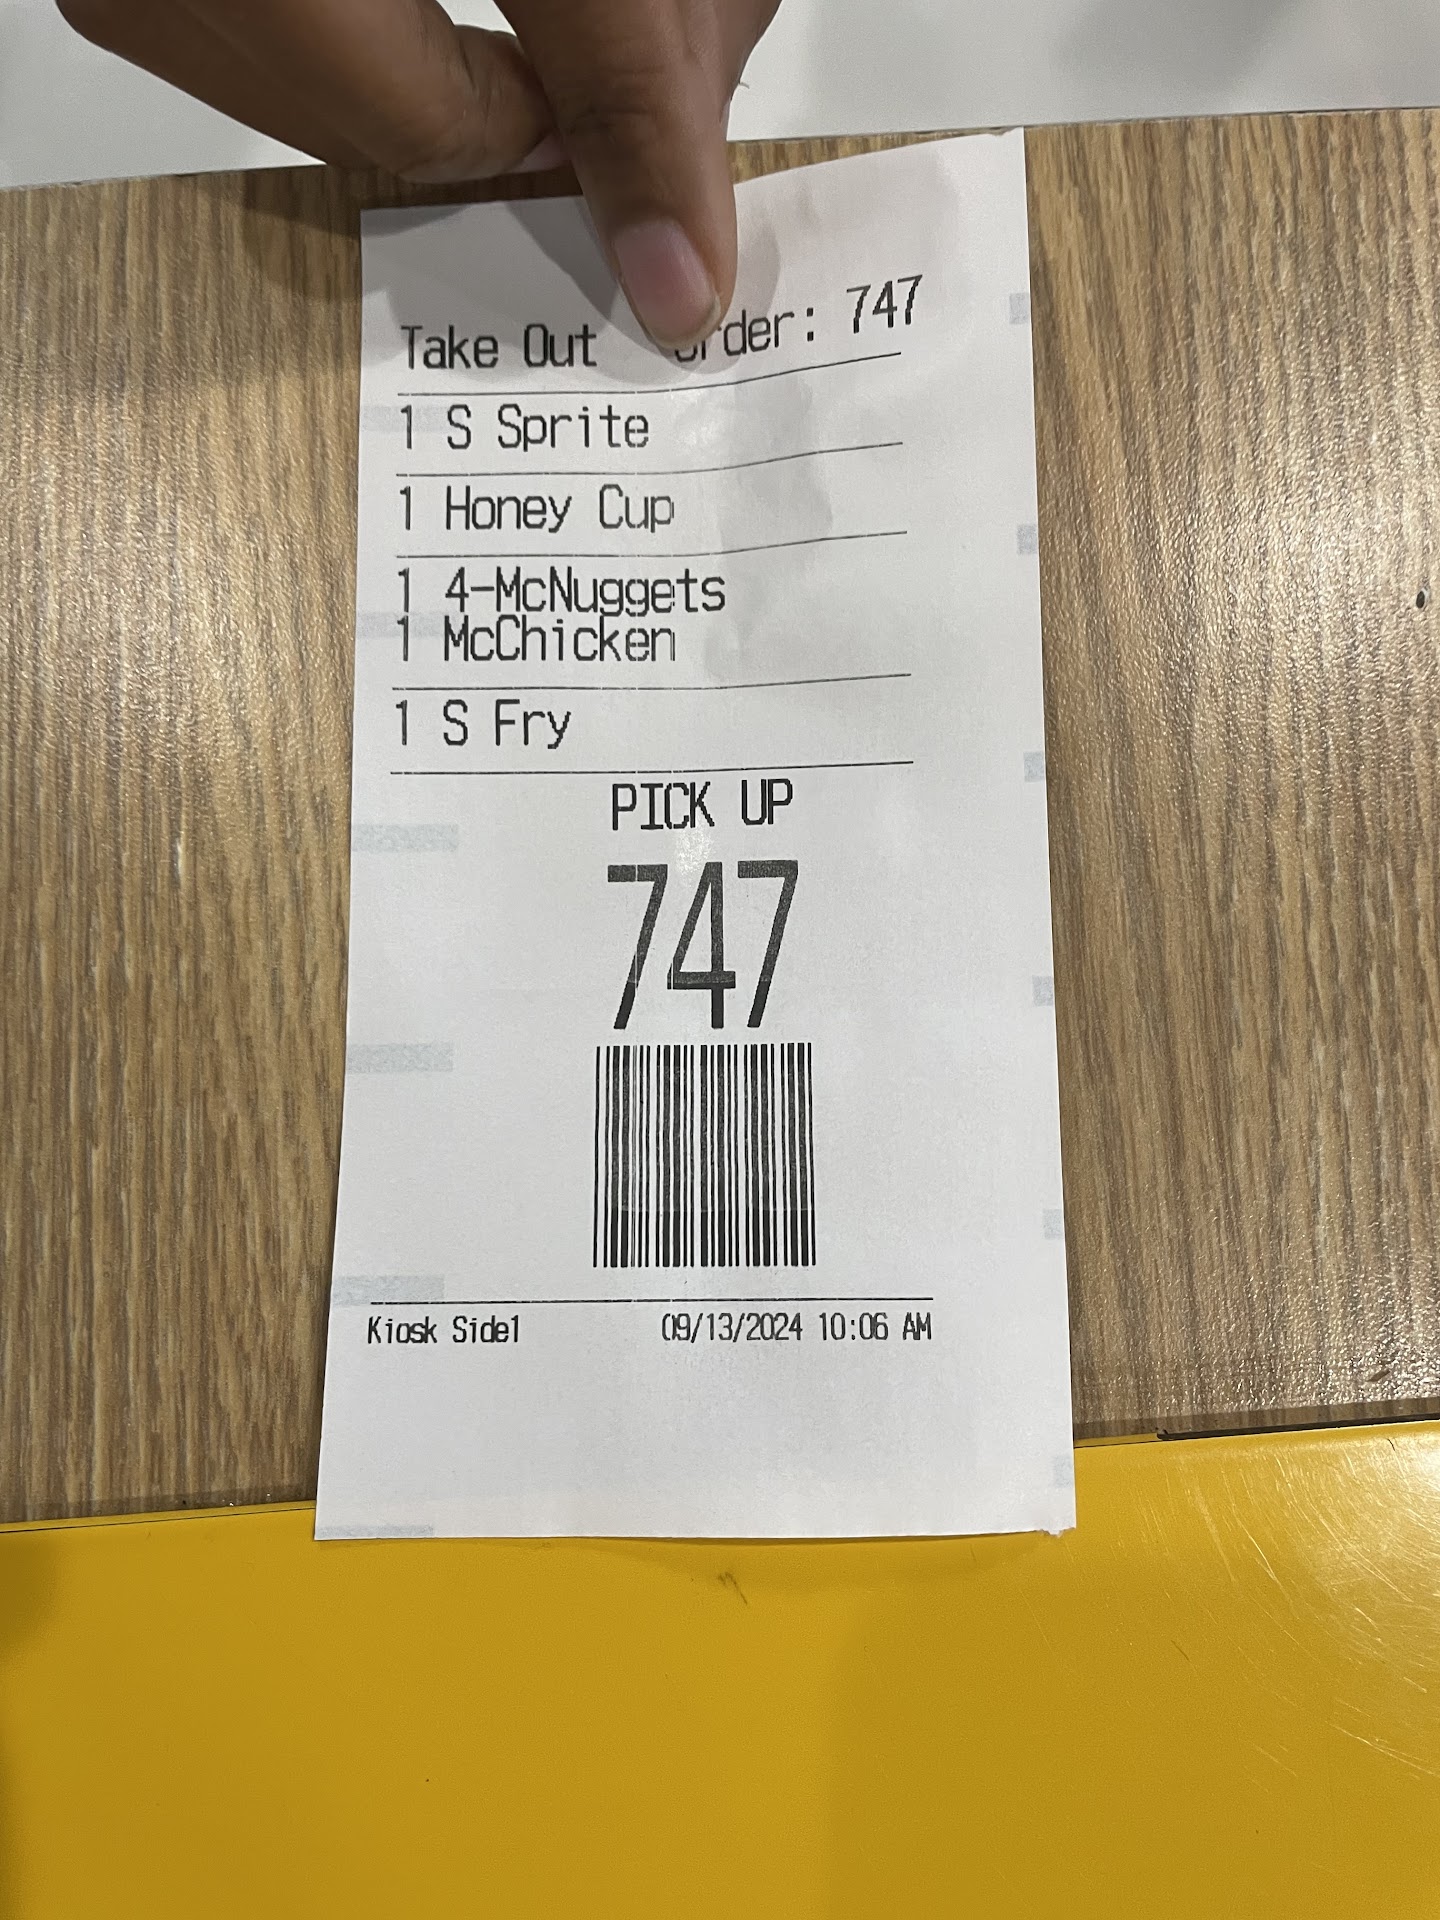 Take Out Order: 747
1 S Sprite
1 Honey Cup
1 4-McNuggets
1 McChicken
1 S Fry
PICK UP
747
Kiosk Side1 09/13/2024 10:06 AM